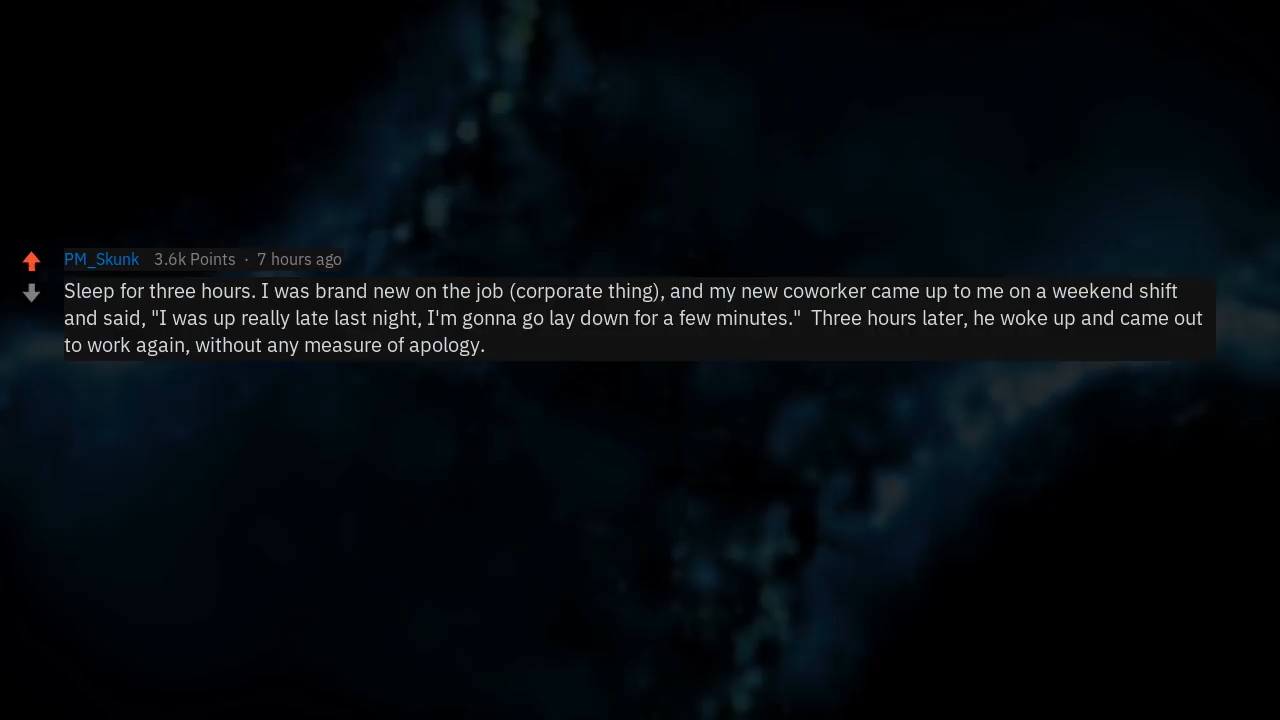 PM_Skunk 3.6k Points · 7 hours ago
Sleep for three hours. I was brand new on the job (corporate thing), and my new coworker came up to me on a weekend shift
and said, "I was up really late last night, I'm gonna go lay down for a few minutes."  Three hours later, he woke up and came out
to work again, without any measure of apology.